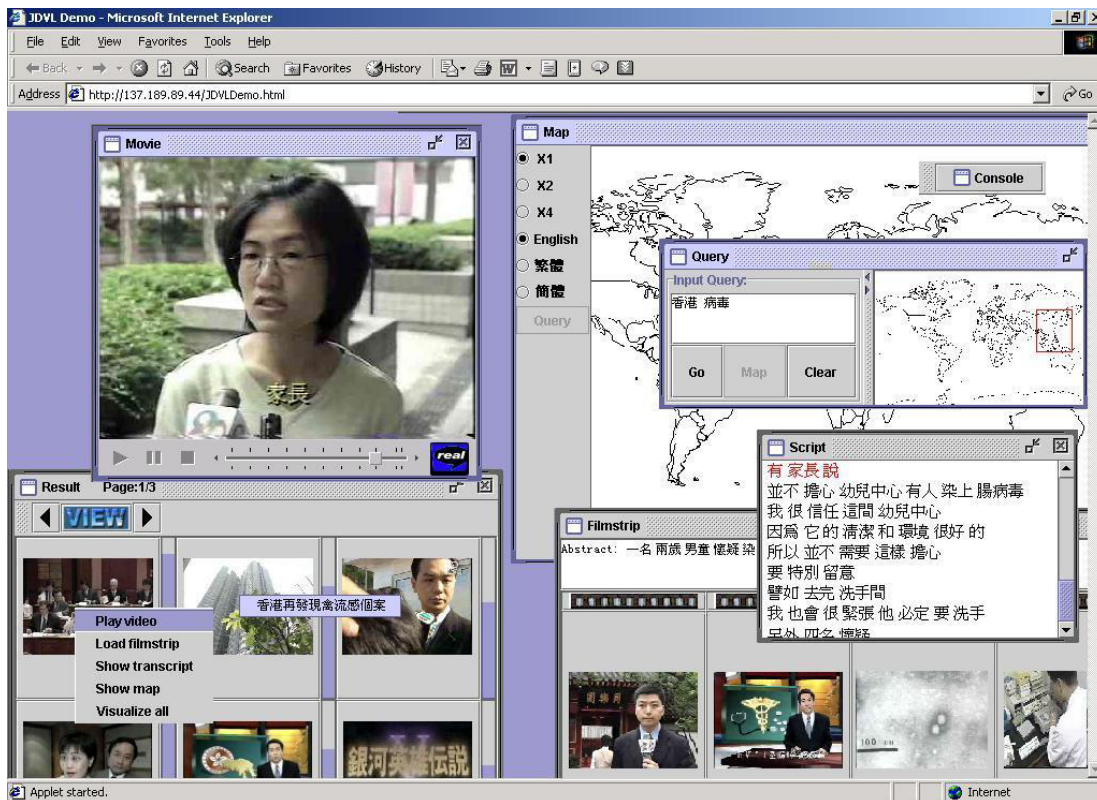 JDVL Demo - Microsoft Internet Explorer
File Edit View Favorites Tools Help
Back Search Favorites History
Address http://137.189.89.44/JDVLDemo.html Go
Movie
家長
real
Map
X1
X2
X4
English
繁體
簡體
Query
Console
Query
Input Query:
香港 病毒
Go Map Clear
Result Page:1/3
VIEW
香港再發現禽流感個案
Play video
Load filmstrip
Show transcript
Show map
Visualize all
銀河英雄伝説
Filmstrip
Abstract: 一名 兩歲 男童 懷疑 染
100 nm
Script
有 家長 說
並不 擔心 幼兒中心 有人 染上 腸病毒
我 很 信任 這間 幼兒中心
因爲 它的 清潔 和 環境 很好 的
所以 並不 需要 這樣 擔心
要 特別 留意
譬如 去完 洗手間
我 也會 很 緊張 他 必定 要 洗手
另外 四名 懷疑
Applet started.
Internet